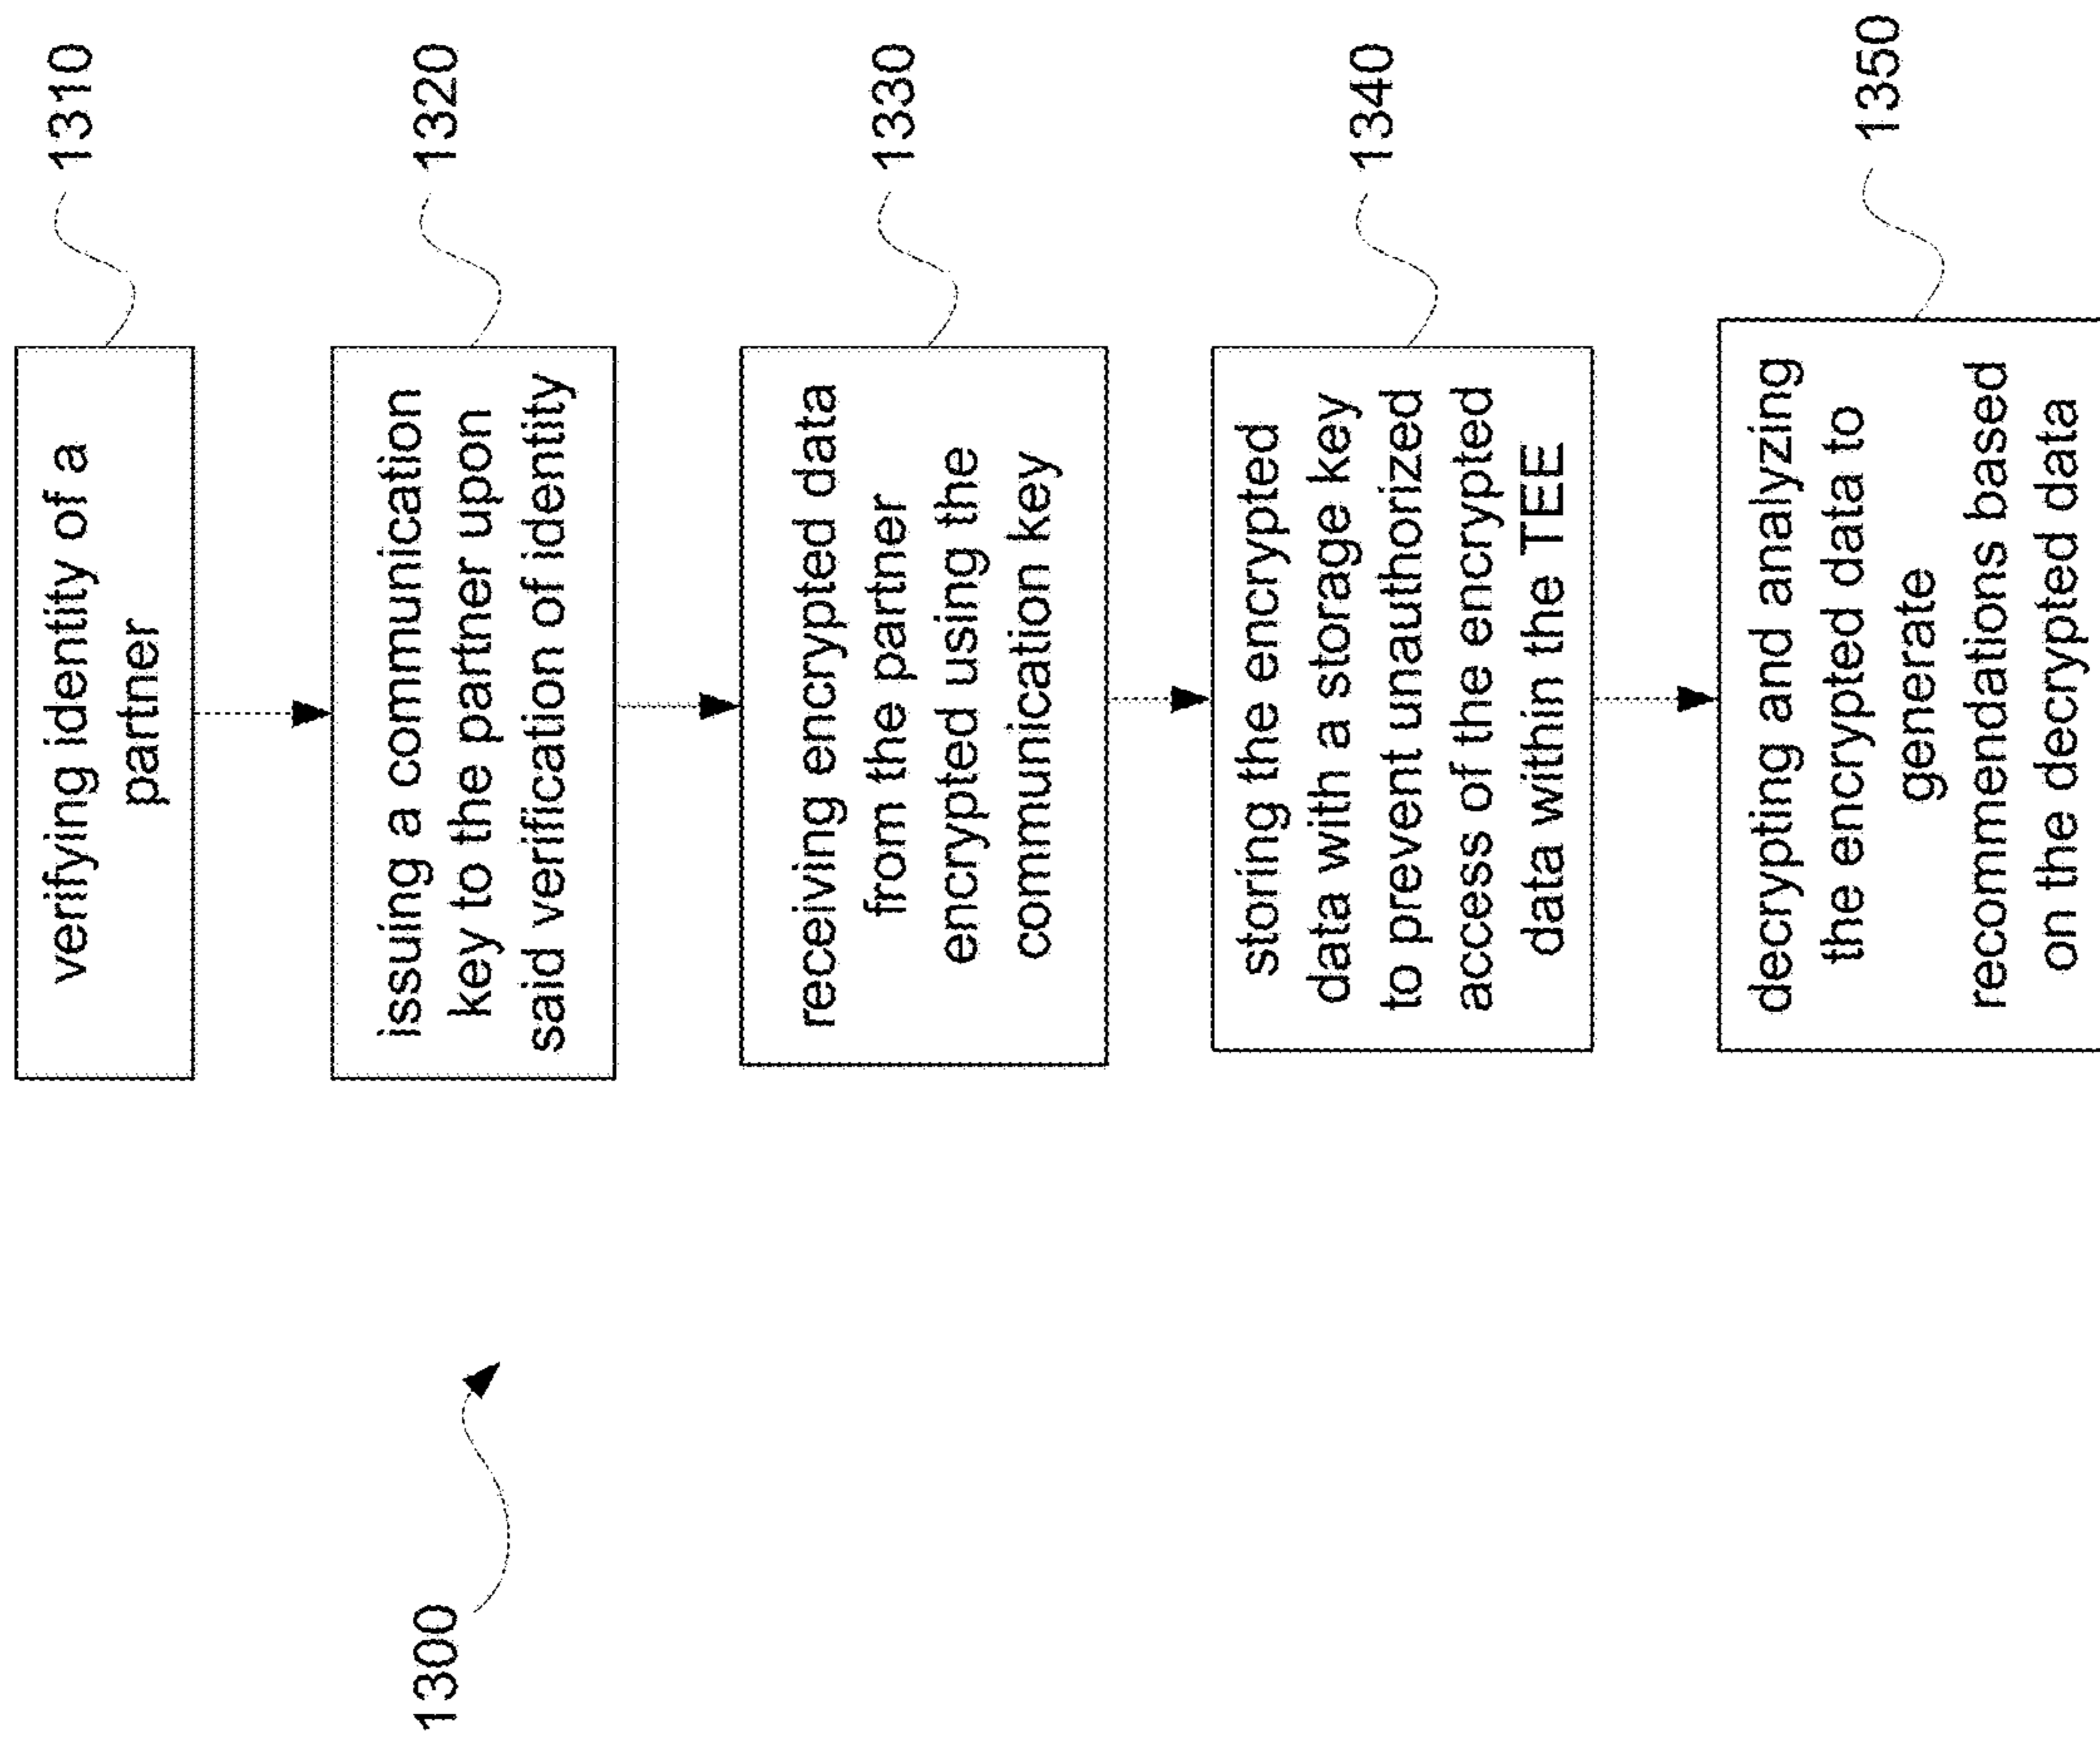 1300
verifying identity of a
partner
1310
issuing a communication
key to the partner upon
said verification of identity
1320
receiving encrypted data
from the partner
encrypted using the
communication key
1330
storing the encrypted
data with a storage key
to prevent unauthorized
access of the encrypted
data within the TEE
1340
decrypting and analyzing
the encrypted data to
generate
recommendations based
on the decrypted data
1350